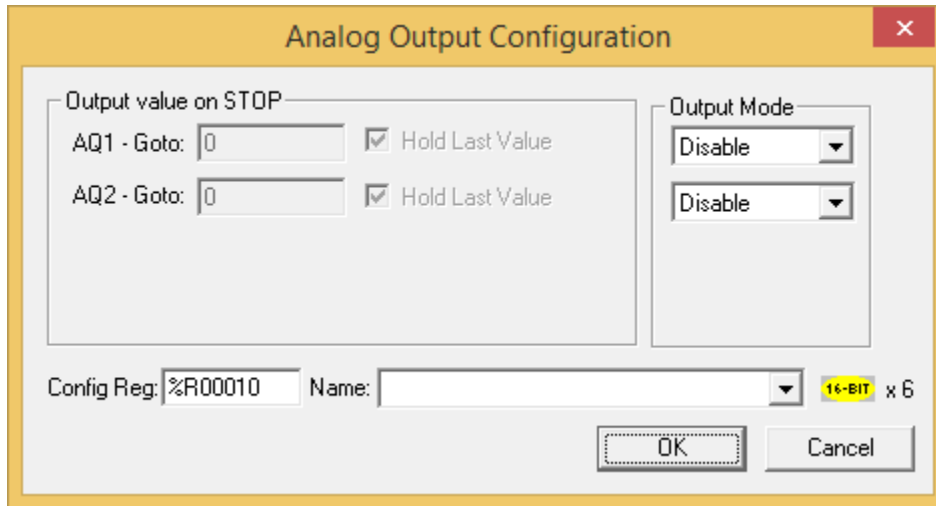 Analog Output Configuration
Output value on STOP
AQ1 - Goto: 0 Hold Last Value
AQ2 - Goto: 0 Hold Last Value
Output Mode
Disable
Disable
Config Reg: %R00010 Name: 16-BIT x 6
OK Cancel